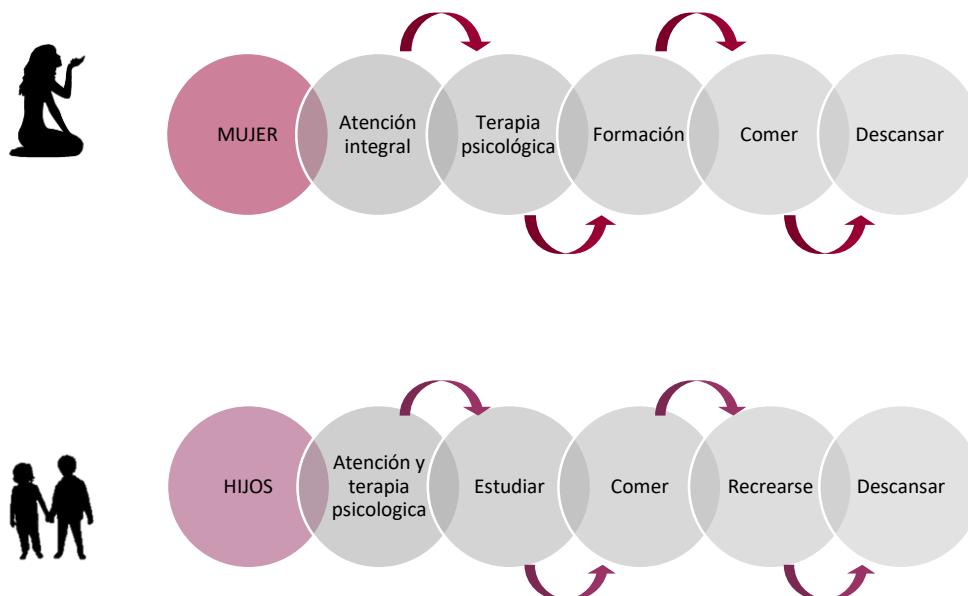 MUJER
Atención
integral
Terapia
psicológica
Formación
Comer
Descansar
HIJOS
Atención y
terapia
psicologica
Estudiar
Comer
Recrearse
Descansar